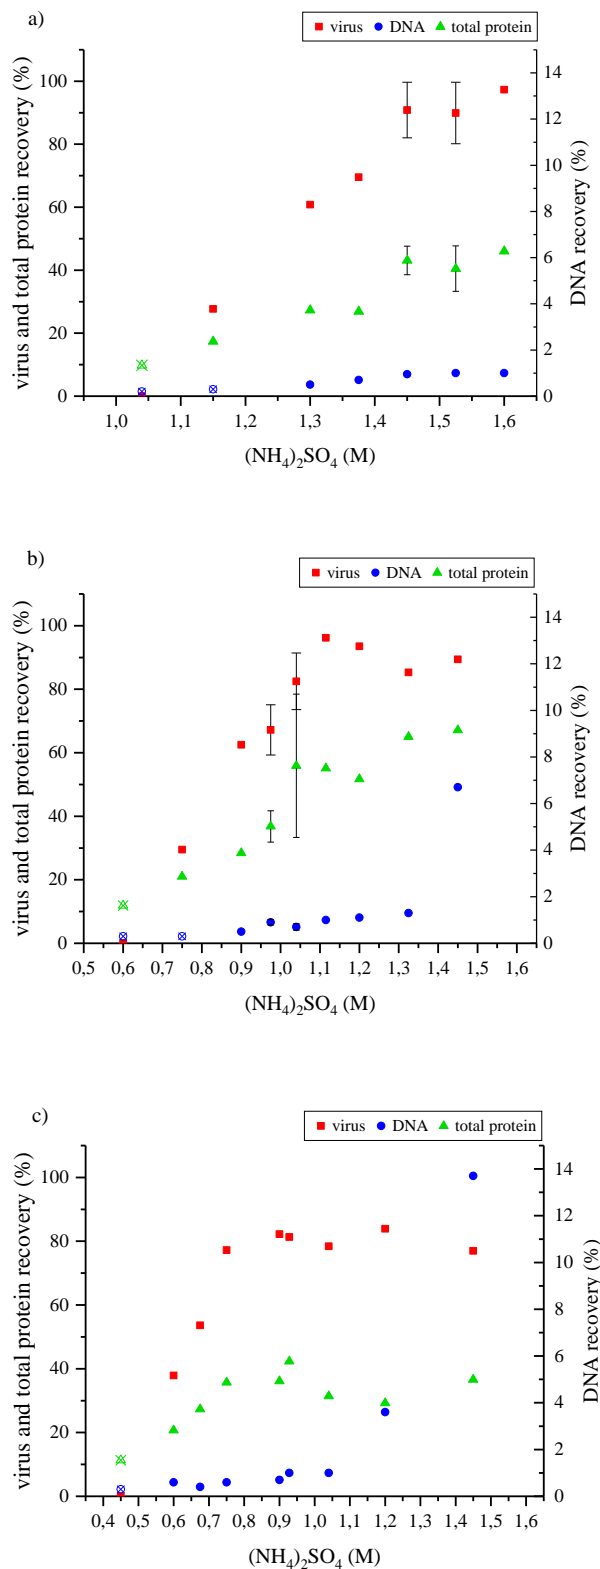 a)
virus DNA total protein
virus and total protein recovery (%)
100
80
60
40
20
0
14
12
10
8
6
4
2
0
DNA recovery (%)
1,0 1,1 1,2 1,3 1,4 1,5 1,6
(NH₄)₂SO₄ (M)
b)
virus DNA total protein
virus and total protein recovery (%)
100
80
60
40
20
0
14
12
10
8
6
4
2
0
DNA recovery (%)
0,5 0,6 0,7 0,8 0,9 1,0 1,1 1,2 1,3 1,4 1,5 1,6
(NH₄)₂SO₄ (M)
c)
virus DNA total protein
virus and total protein recovery (%)
100
80
60
40
20
0
14
12
10
8
6
4
2
0
DNA recovery (%)
0,4 0,5 0,6 0,7 0,8 0,9 1,0 1,1 1,2 1,3 1,4 1,5 1,6
(NH₄)₂SO₄ (M)